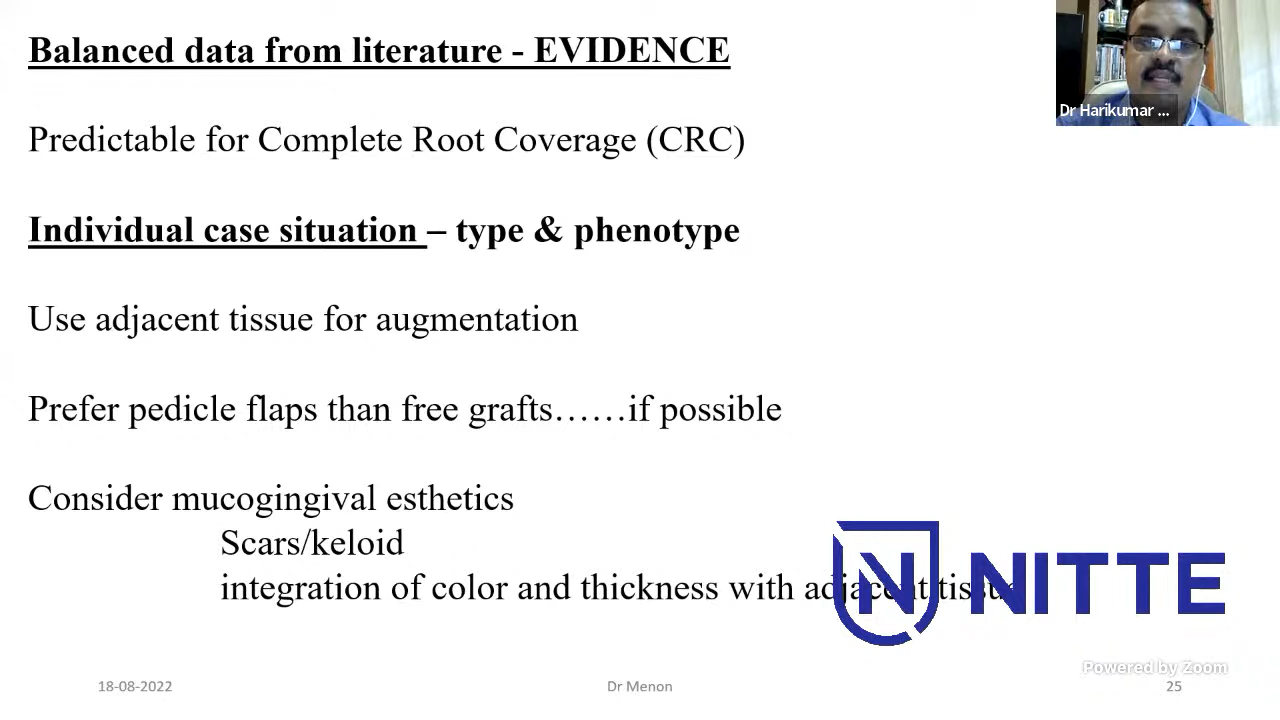 Balanced data from literature - EVIDENCE
Dr Harikumar ...
Predictable for Complete Root Coverage (CRC)
Individual case situation – type & phenotype
Use adjacent tissue for augmentation
Prefer pedicle flaps than free grafts……if possible
Consider mucogingival esthetics
Scars/keloid
integration of color and thickness with adjacent tissue
N NITTE
Powered by Zoom
18-08-2022 Dr Menon 25